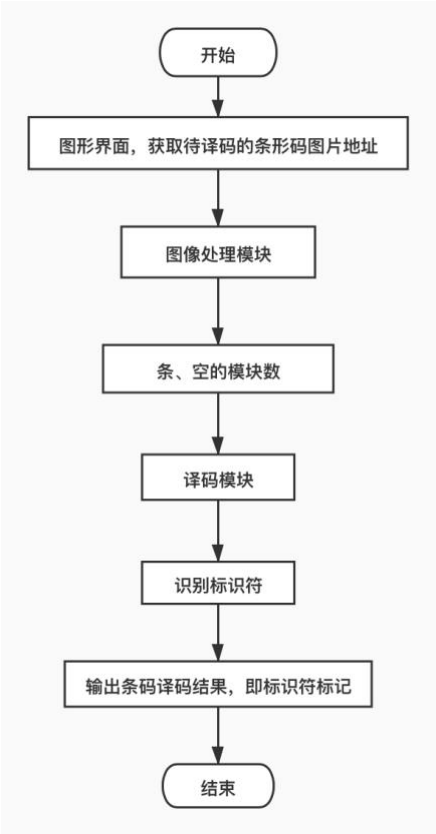 开始
图形界面，获取待译码的条形码图片地址
图像处理模块
条、空的模块数
译码模块
识别标识符
输出条码译码结果，即标识符标记
结束